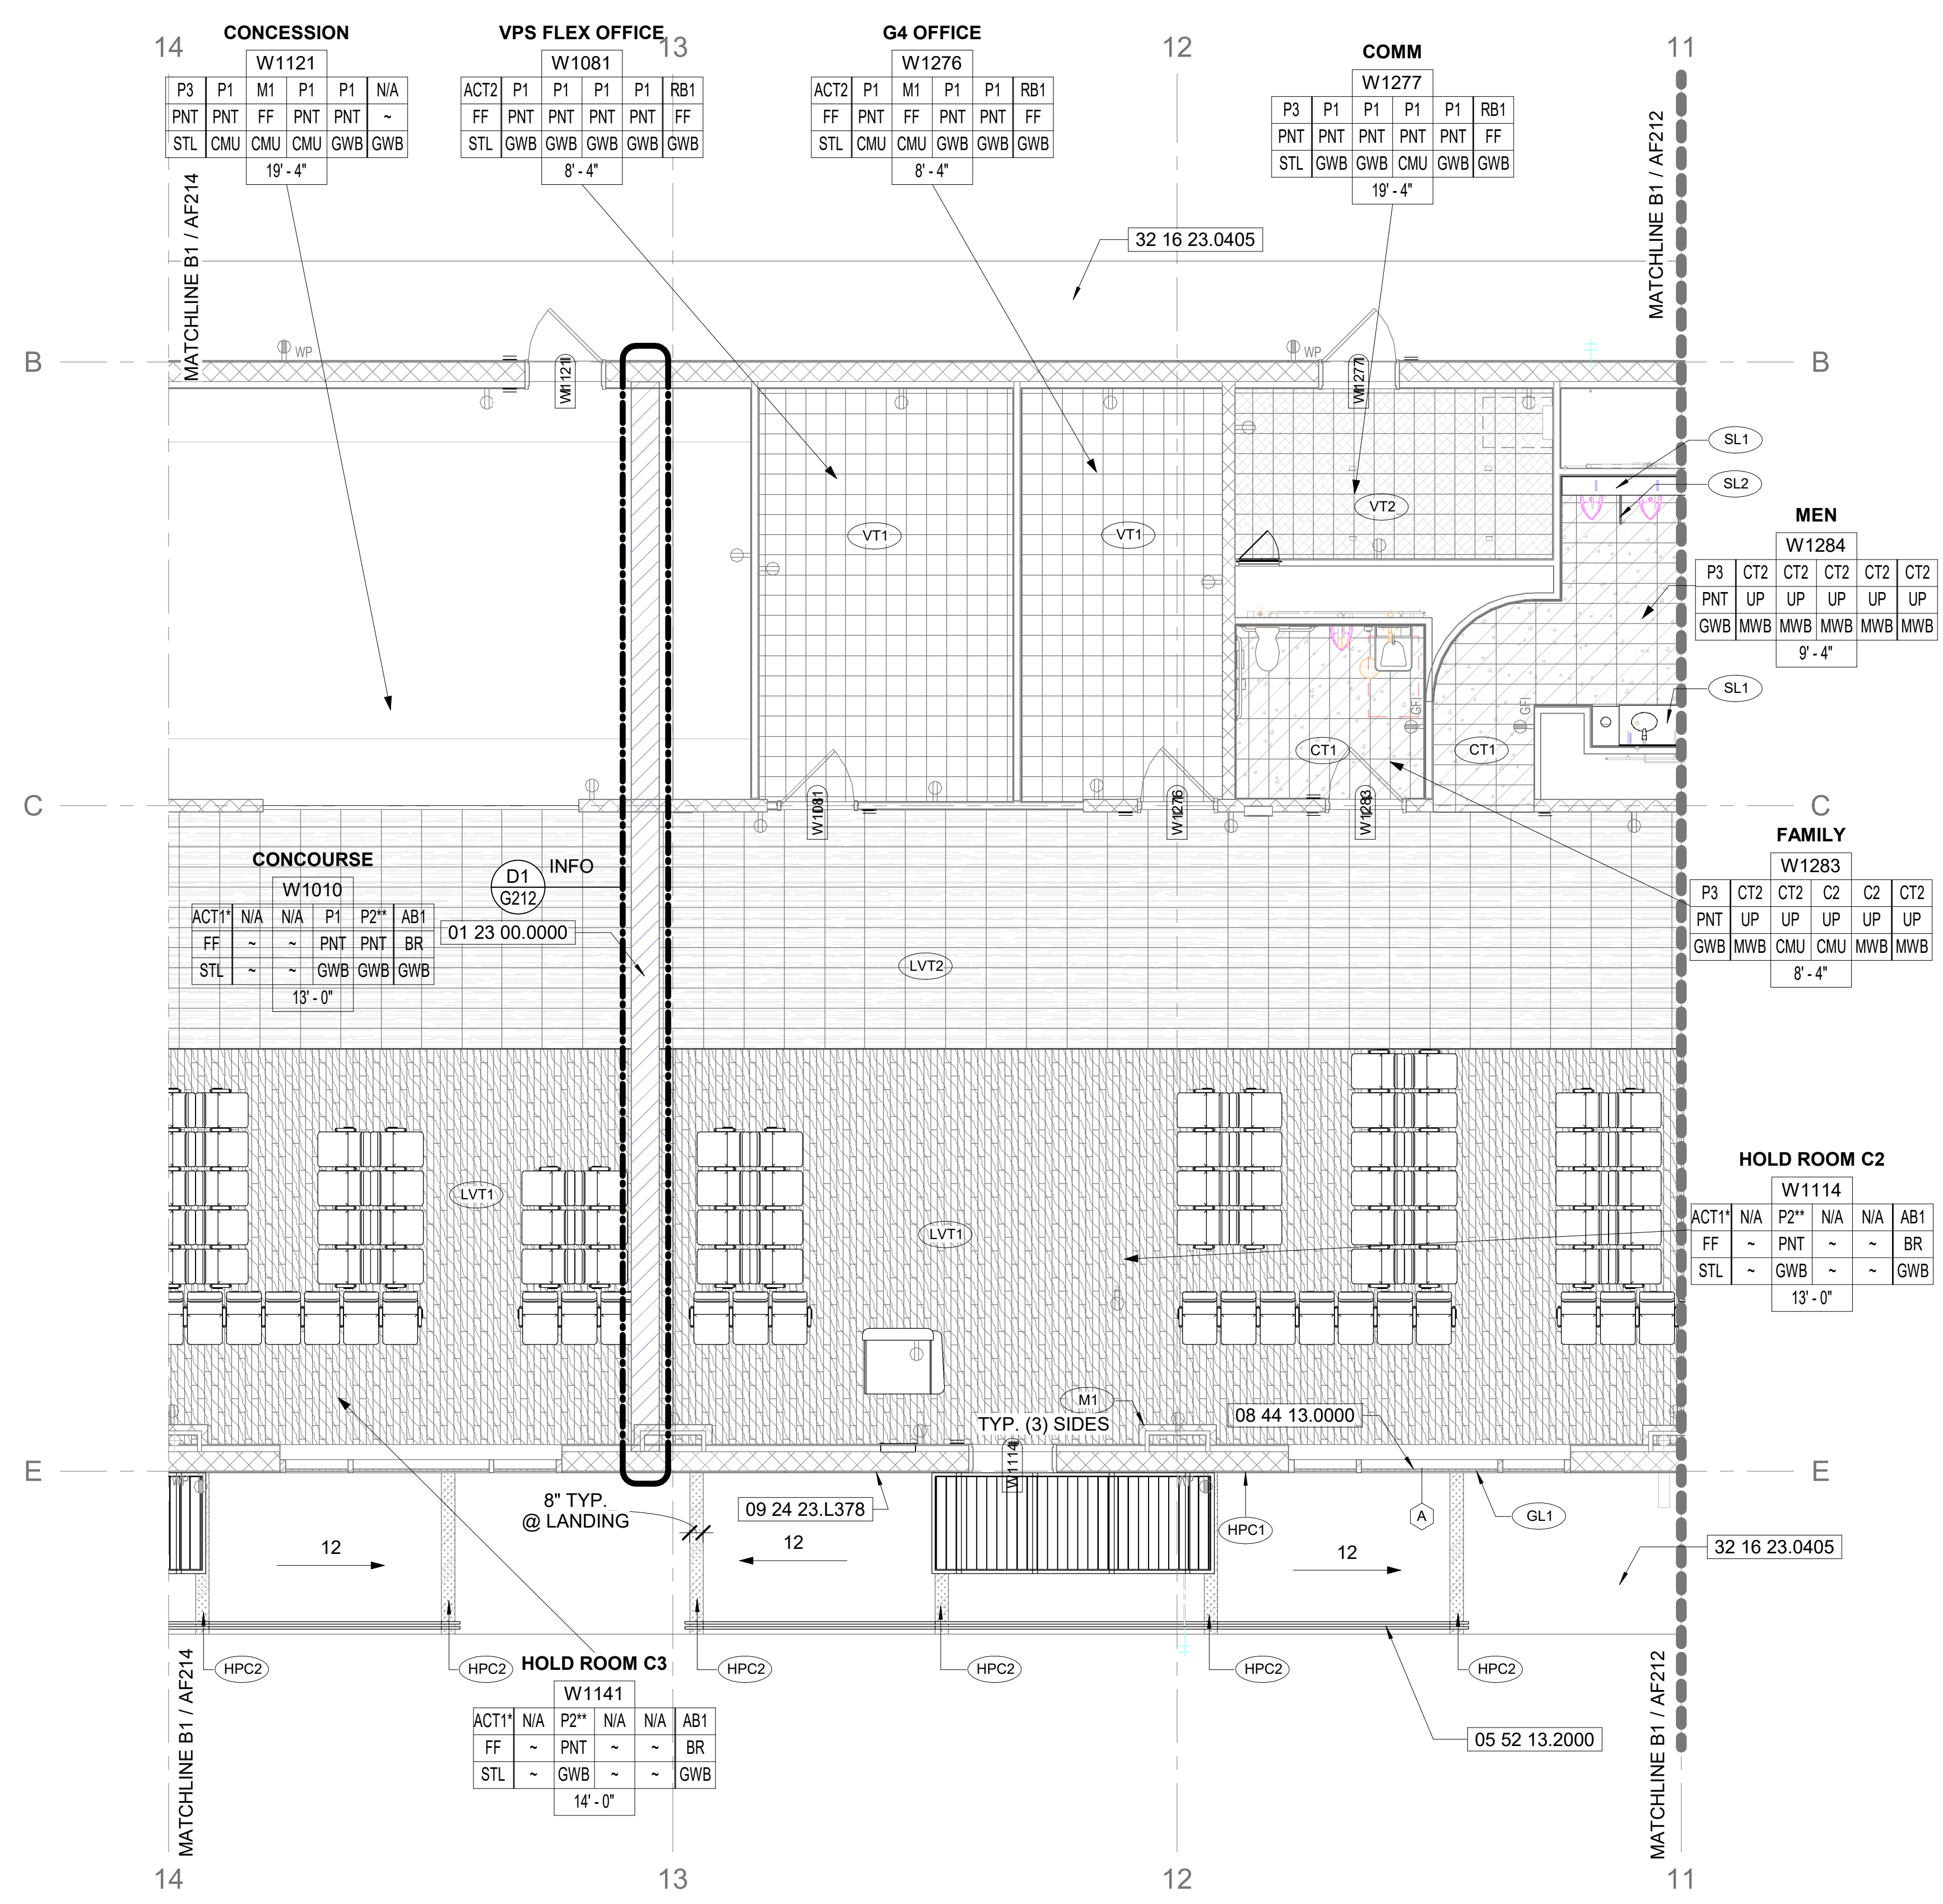 14
13
12
11
CONCESSION
W1121
P3 P1 M1 P1 P1 N/A
PNT PNT FF PNT PNT ~
STL CMU CMU CMU GWB GWB
19' - 4"
VPS FLEX OFFICE
W1081
ACT2 P1 P1 P1 P1 RB1
FF PNT PNT PNT PNT FF
STL GWB GWB GWB GWB GWB
8' - 4"
G4 OFFICE
W1276
ACT2 P1 M1 P1 P1 RB1
FF PNT FF PNT PNT FF
STL CMU CMU GWB GWB GWB
8' - 4"
COMM
W1277
P3 P1 P1 P1 P1 RB1
PNT PNT PNT PNT PNT FF
STL GWB GWB CMU GWB GWB
19' - 4"
MATCHLINE B1 / AF214
MATCHLINE B1 / AF212
32 16 23.0405
B
WP
W1121
WP
W1277
B
SL1
SL2
VT1
VT1
VT2
MEN
W1284
P3 CT2 CT2 CT2 CT2 CT2
PNT UP UP UP UP UP
GWB MWB MWB MWB MWB MWB
9' - 4"
SL1
GFI
GFI
CT1
CT1
C
W1081
W1276
W1283
C
FAMILY
W1283
P3 CT2 CT2 C2 C2 CT2
PNT UP UP UP UP UP
GWB MWB CMU CMU MWB MWB
8' - 4"
CONCOURSE
W1010
ACT1* N/A N/A P1 P2** AB1
FF ~ ~ PNT PNT BR
STL ~ ~ GWB GWB GWB
13' - 0"
D1
G212
INFO
01 23 00.0000
LVT2
LVT1
LVT1
HOLD ROOM C2
W1114
ACT1* N/A P2** N/A N/A AB1
FF ~ PNT ~ ~ BR
STL ~ GWB ~ ~ GWB
13' - 0"
M1
TYP. (3) SIDES
08 44 13.0000
W1114
E
WP
WP
E
8" TYP.
@ LANDING
09 24 23.L378
HPC1
A
GL1
12
12
12
32 16 23.0405
HPC2
HPC2
HPC2
HPC2
HPC2
HPC2
HOLD ROOM C3
W1141
ACT1* N/A P2** N/A N/A AB1
FF ~ PNT ~ ~ BR
STL ~ GWB ~ ~ GWB
14' - 0"
05 52 13.2000
MATCHLINE B1 / AF214
MATCHLINE B1 / AF212
14
13
12
11